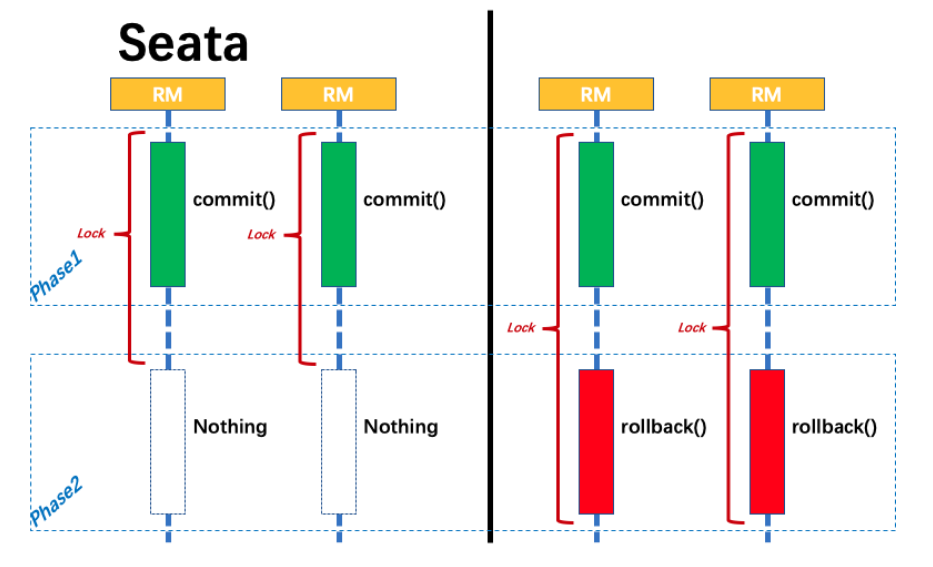 Seata
RM
RM
RM
RM
commit()
commit()
commit()
commit()
Lock
Lock
Phase1
Lock
Lock
Nothing
Nothing
rollback()
rollback()
Phase2